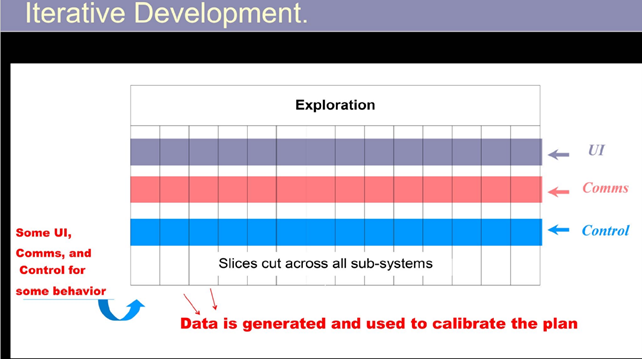 Iterative Development.
Exploration
UI
Comms
Control
Some UI,
Comms, and
Control for
some behavior
Slices cut across all sub-systems
Data is generated and used to calibrate the plan